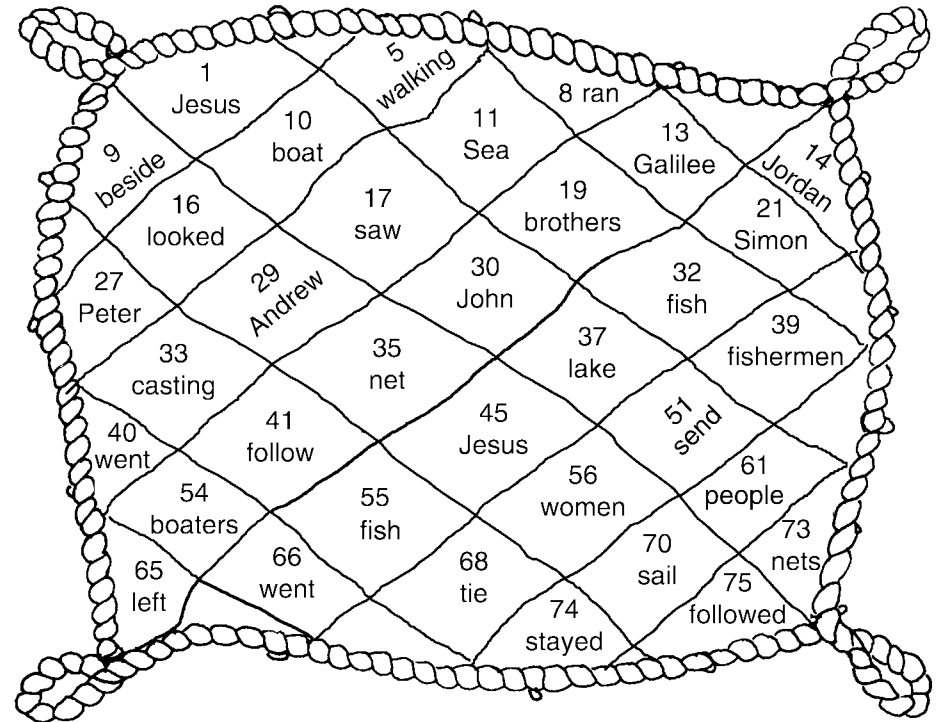 1
Jesus
5
walking
8 ran
9
beside
10
boat
11
Sea
13
Galilee
14
Jordan
16
looked
17
saw
19
brothers
21
Simon
27
Peter
29
Andrew
30
John
32
fish
33
casting
35
net
37
lake
39
fishermen
40
went
41
follow
45
Jesus
51
send
54
boaters
55
fish
56
women
61
people
65
left
66
went
68
tie
70
sail
73
nets
74
stayed
75
followed